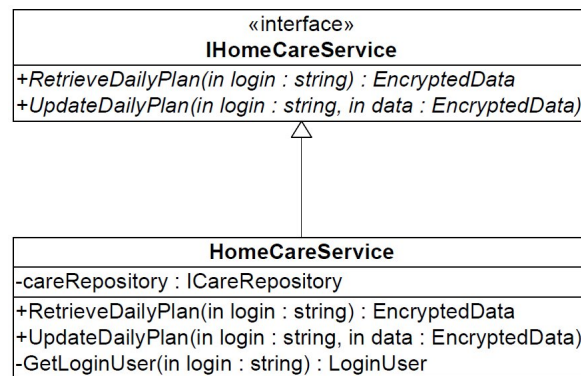 «interface»
IHomeCareService
+RetrieveDailyPlan(in login : string) : EncryptedData
+UpdateDailyPlan(in login : string, in data : EncryptedData)
HomeCareService
-careRepository : ICareRepository
+RetrieveDailyPlan(in login : string) : EncryptedData
+UpdateDailyPlan(in login : string, in data : EncryptedData)
-GetLoginUser(in login : string) : LoginUser